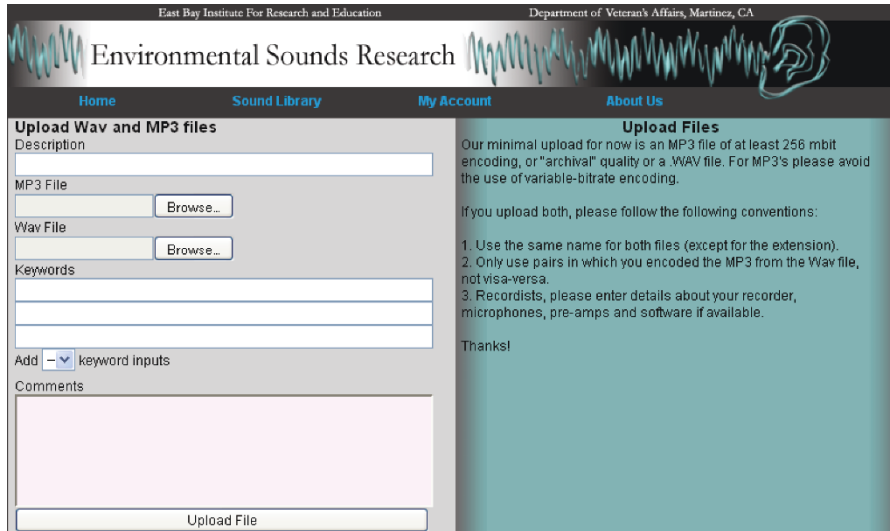 East Bay Institute For Research and Education
Department of Veteran's Affairs, Martinez, CA
Environmental Sounds Research
Home Sound Library My Account About Us
Upload Wav and MP3 files
Description
MP3 File
Browse...
Wav File
Browse...
Keywords
Add – keyword inputs
Comments
Upload File
Upload Files
Our minimal upload for now is an MP3 file of at least 256 mbit
encoding, or "archival" quality or a .WAV file. For MP3's please avoid
the use of variable-bitrate encoding.
If you upload both, please follow the following conventions:
1. Use the same name for both files (except for the extension).
2. Only use pairs in which you encoded the MP3 from the Wav file,
not visa-versa.
3. Recordists, please enter details about your recorder,
microphones, pre-amps and software if available.
Thanks!